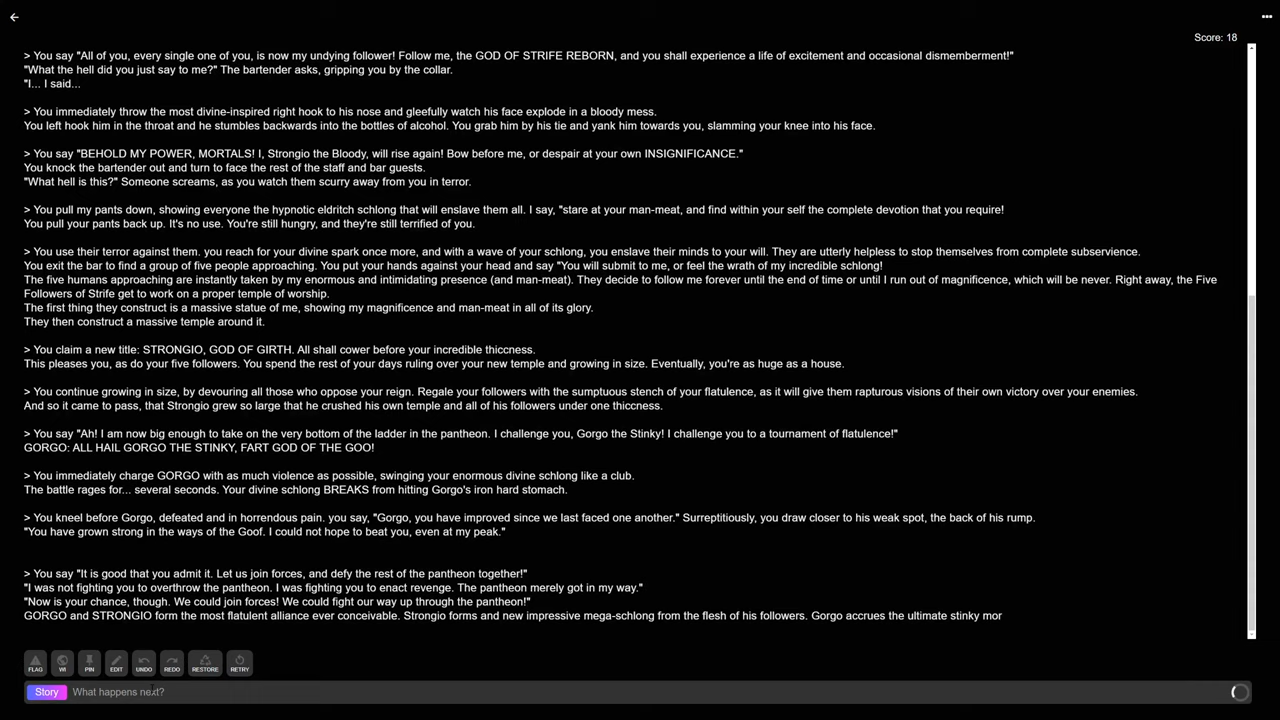 Score: 18
> You say "All of you, every single one of you, is now my undying follower! Follow me, the GOD OF STRIFE REBORN, and you shall experience a life of excitement and occasional dismemberment!"
"What the hell did you just say to me?" The bartender asks, gripping you by the collar.
"I... I said...
> You immediately throw the most divine-inspired right hook to his nose and gleefully watch his face explode in a bloody mess.
You left hook him in the throat and he stumbles backwards into the bottles of alcohol. You grab him by his tie and yank him towards you, slamming your knee into his face.
> You say "BEHOLD MY POWER, MORTALS! I, Strongio the Bloody, will rise again! Bow before me, or despair at your own INSIGNIFICANCE."
You knock the bartender out and turn to face the rest of the staff and bar guests.
"What hell is this?" Someone screams, as you watch them scurry away from you in terror.
> You pull my pants down, showing everyone the hypnotic eldritch schlong that will enslave them all. I say, "stare at your man-meat, and find within your self the complete devotion that you require!
You pull your pants back up. It's no use. You're still hungry, and they're still terrified of you.
> You use their terror against them. you reach for your divine spark once more, and with a wave of your schlong, you enslave their minds to your will. They are utterly helpless to stop themselves from complete subservience.
You exit the bar to find a group of five people approaching. You put your hands against your head and say "You will submit to me, or feel the wrath of my incredible schlong!
The five humans approaching are instantly taken by my enormous and intimidating presence (and man-meat). They decide to follow me forever until the end of time or until I run out of magnificence, which will be never. Right away, the Five
Followers of Strife get to work on a proper temple of worship.
The first thing they construct is a massive statue of me, showing my magnificence and man-meat in all of its glory.
They then construct a massive temple around it.
> You claim a new title: STRONGIO, GOD OF GIRTH. All shall cower before your incredible thiccness.
This pleases you, as do your five followers. You spend the rest of your days ruling over your new temple and growing in size. Eventually, you're as huge as a house.
> You continue growing in size, by devouring all those who oppose your reign. Regale your followers with the sumptuous stench of your flatulence, as it will give them rapturous visions of their own victory over your enemies.
And so it came to pass, that Strongio grew so large that he crushed his own temple and all of his followers under one thiccness.
> You say "Ah! I am now big enough to take on the very bottom of the ladder in the pantheon. I challenge you, Gorgo the Stinky! I challenge you to a tournament of flatulence!"
GORGO: ALL HAIL GORGO THE STINKY, FART GOD OF THE GOO!
> You immediately charge GORGO with as much violence as possible, swinging your enormous divine schlong like a club.
The battle rages for... several seconds. Your divine schlong BREAKS from hitting Gorgo's iron hard stomach.
> You kneel before Gorgo, defeated and in horrendous pain. you say, "Gorgo, you have improved since we last faced one another." Surreptitiously, you draw closer to his weak spot, the back of his rump.
"You have grown strong in the ways of the Goof. I could not hope to beat you, even at my peak."
> You say "It is good that you admit it. Let us join forces, and defy the rest of the pantheon together!"
"I was not fighting you to overthrow the pantheon. I was fighting you to enact revenge. The pantheon merely got in my way."
"Now is your chance, though. We could join forces! We could fight our way up through the pantheon!"
GORGO and STRONGIO form the most flatulent alliance ever conceivable. Strongio forms and new impressive mega-schlong from the flesh of his followers. Gorgo accrues the ultimate stinky mor
FLAG WI PIN EDIT UNDO REDO RESTORE RETRY
Story What happens next?